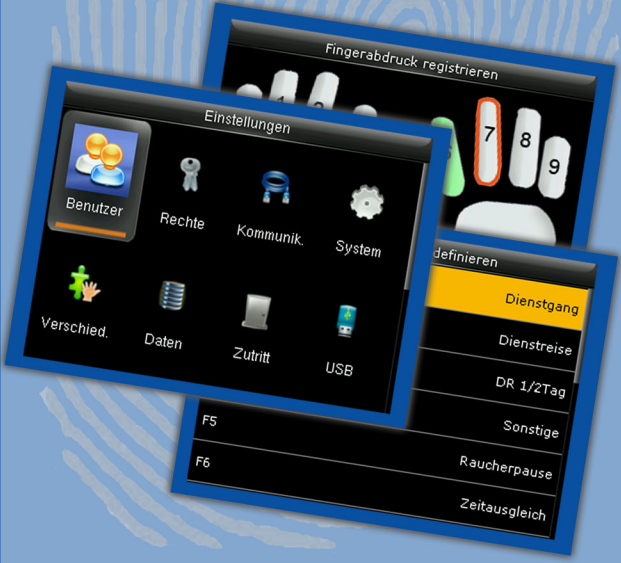 Fingerabdruck registrieren
7
8
9
Einstellungen
Benutzer
Rechte
Kommunik.
System
Verschied.
Daten
Zutritt
USB
definieren
Dienstgang
Dienstreise
DR 1/2Tag
Sonstige
F5
Raucherpause
F6
Zeitausgleich